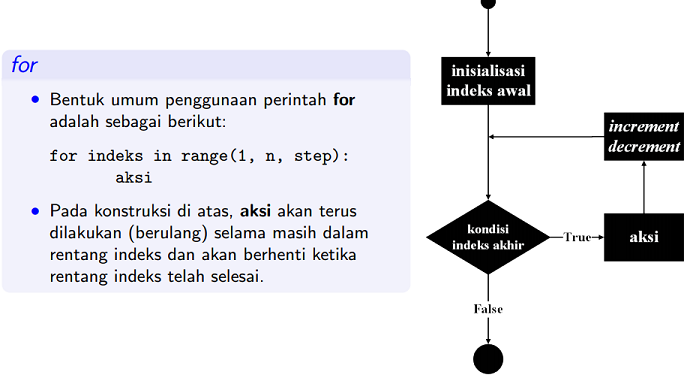 for
Bentuk umum penggunaan perintah for
adalah sebagai berikut:
for indeks in range(1, n, step):
aksi
Pada konstruksi di atas, aksi akan terus
dilakukan (berulang) selama masih dalam
rentang indeks dan akan berhenti ketika
rentang indeks telah selesai.
inisialisasi
indeks awal
increment
decrement
kondisi
indeks akhir
True
aksi
False